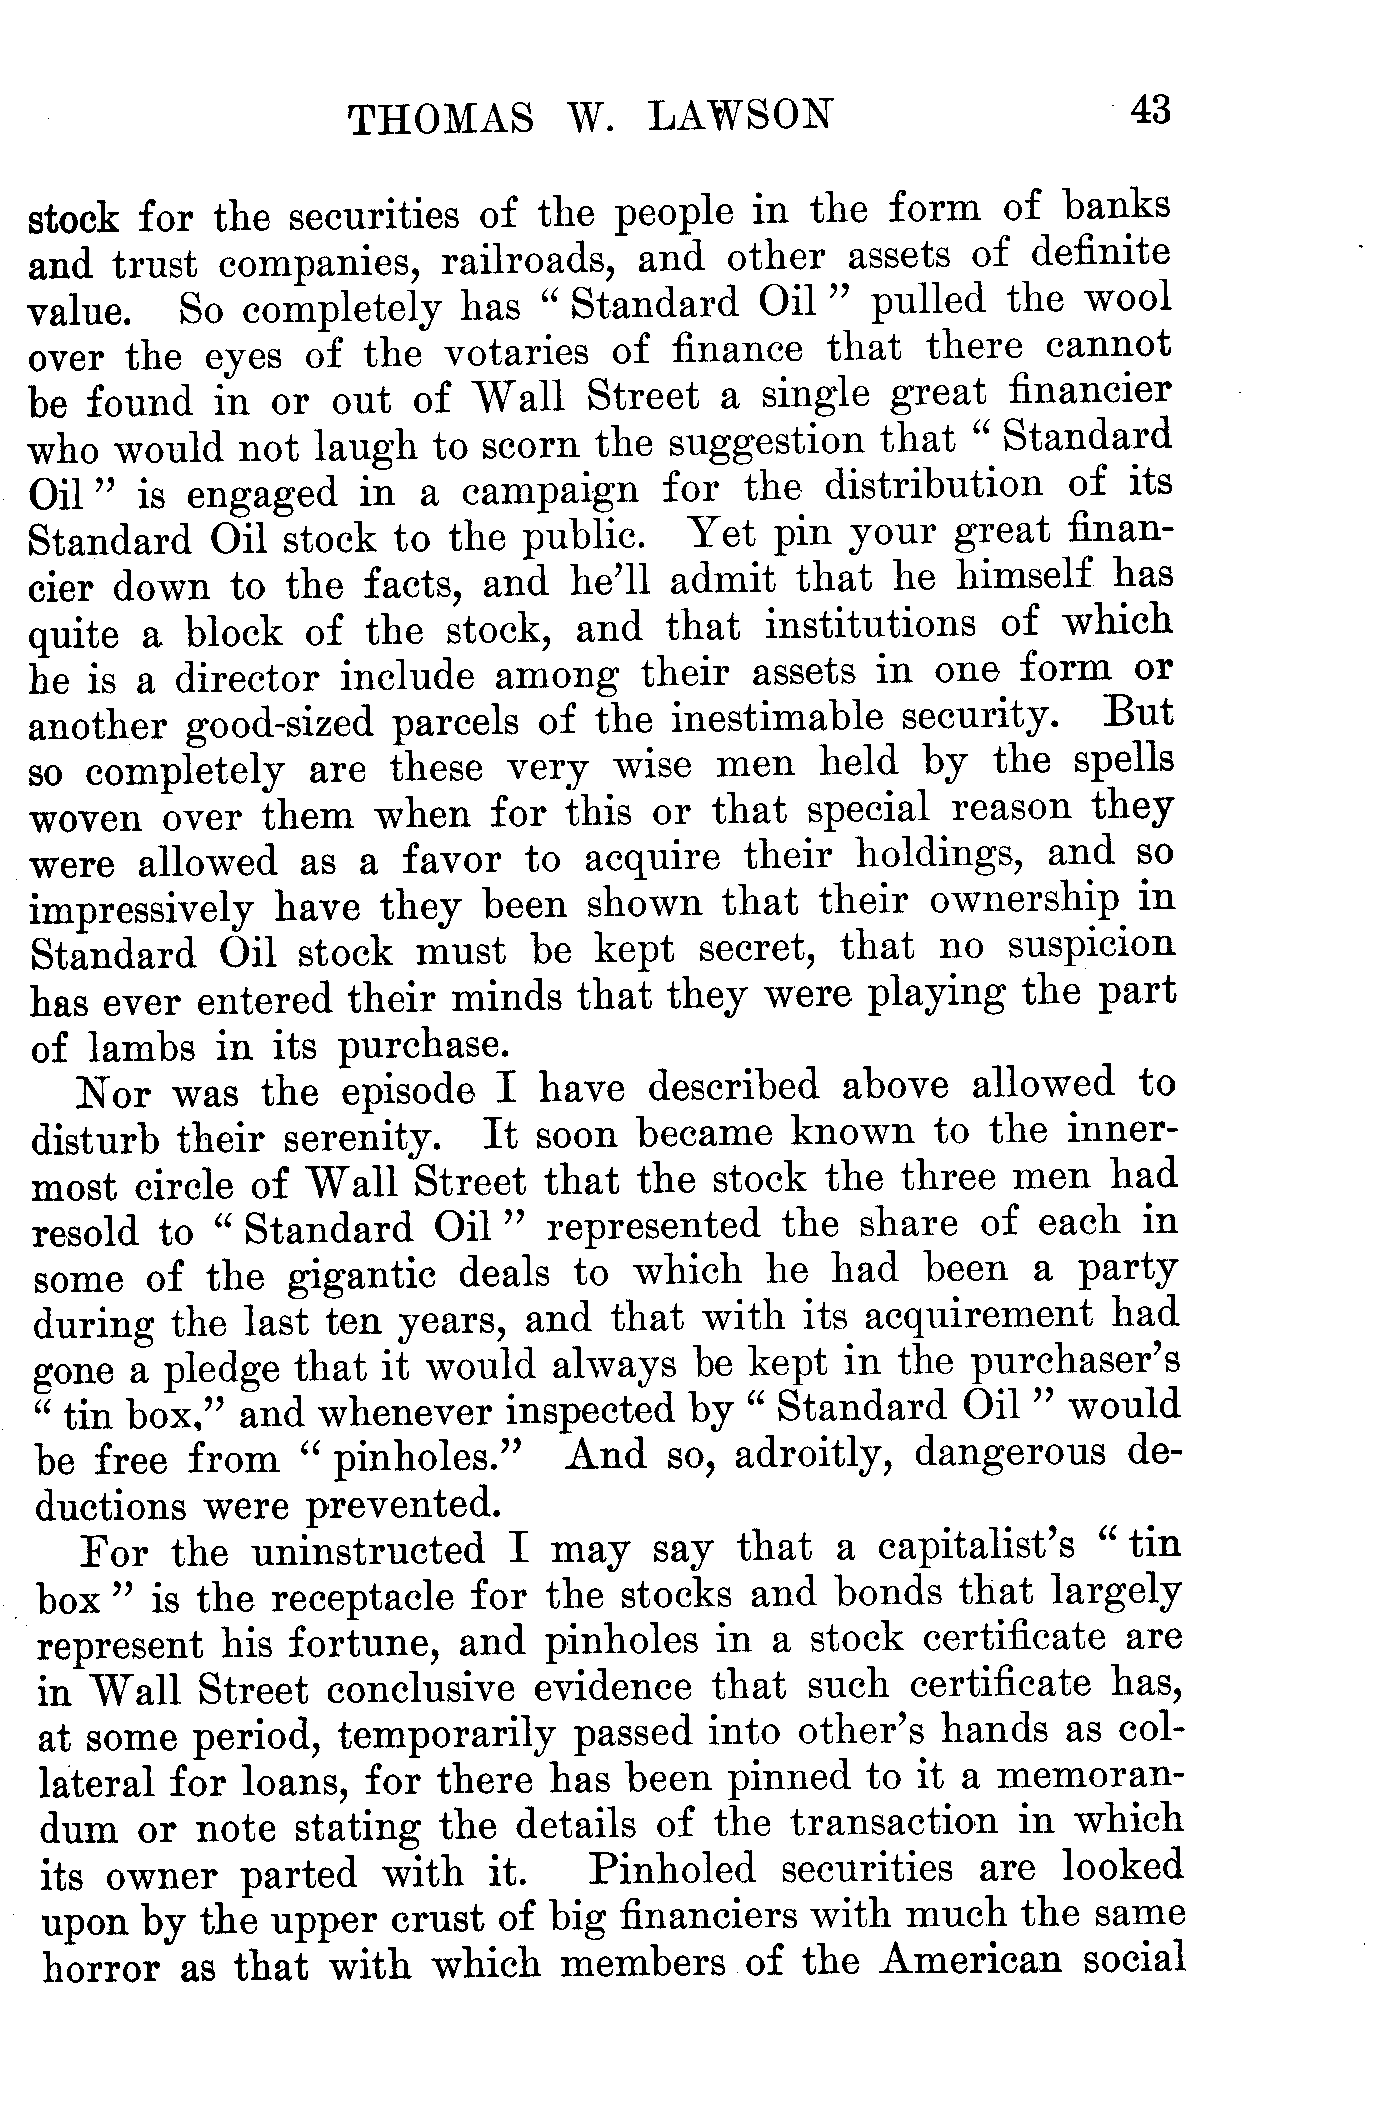 THOMAS W. LAWSON 43
stock for the securities of the people in the form of banks
and trust companies, railroads, and other assets of definite
value. So completely has “ Standard Oil ” pulled the wool
over the eyes of the votaries of finance that there cannot
be found in or out of Wall Street a single great financier
who would not laugh to scorn the suggestion that “ Standard
Oil ” is engaged in a campaign for the distribution of its
Standard Oil stock to the public. Yet pin your great finan-
cier down to the facts, and he’ll admit that he himself has
quite a block of the stock, and that institutions of which
he is a director include among their assets in one form or
another good-sized parcels of the inestimable security. But
so completely are these very wise men held by the spells
woven over them when for this or that special reason they
were allowed as a favor to acquire their holdings, and so
impressively have they been shown that their ownership in
Standard Oil stock must be kept secret, that no suspicion
has ever entered their minds that they were playing the part
of lambs in its purchase.
Nor was the episode I have described above allowed to
disturb their serenity. It soon became known to the inner-
most circle of Wall Street that the stock the three men had
resold to “ Standard Oil ” represented the share of each in
some of the gigantic deals to which he had been a party
during the last ten years, and that with its acquirement had
gone a pledge that it would always be kept in the purchaser’s
“ tin box,” and whenever inspected by “ Standard Oil ” would
be free from “ pinholes.” And so, adroitly, dangerous de-
ductions were prevented.
For the uninstructed I may say that a capitalist’s “ tin
box ” is the receptacle for the stocks and bonds that largely
represent his fortune, and pinholes in a stock certificate are
in Wall Street conclusive evidence that such certificate has,
at some period, temporarily passed into other’s hands as col-
lateral for loans, for there has been pinned to it a memoran-
dum or note stating the details of the transaction in which
its owner parted with it. Pinholed securities are looked
upon by the upper crust of big financiers with much the same
horror as that with which members of the American social